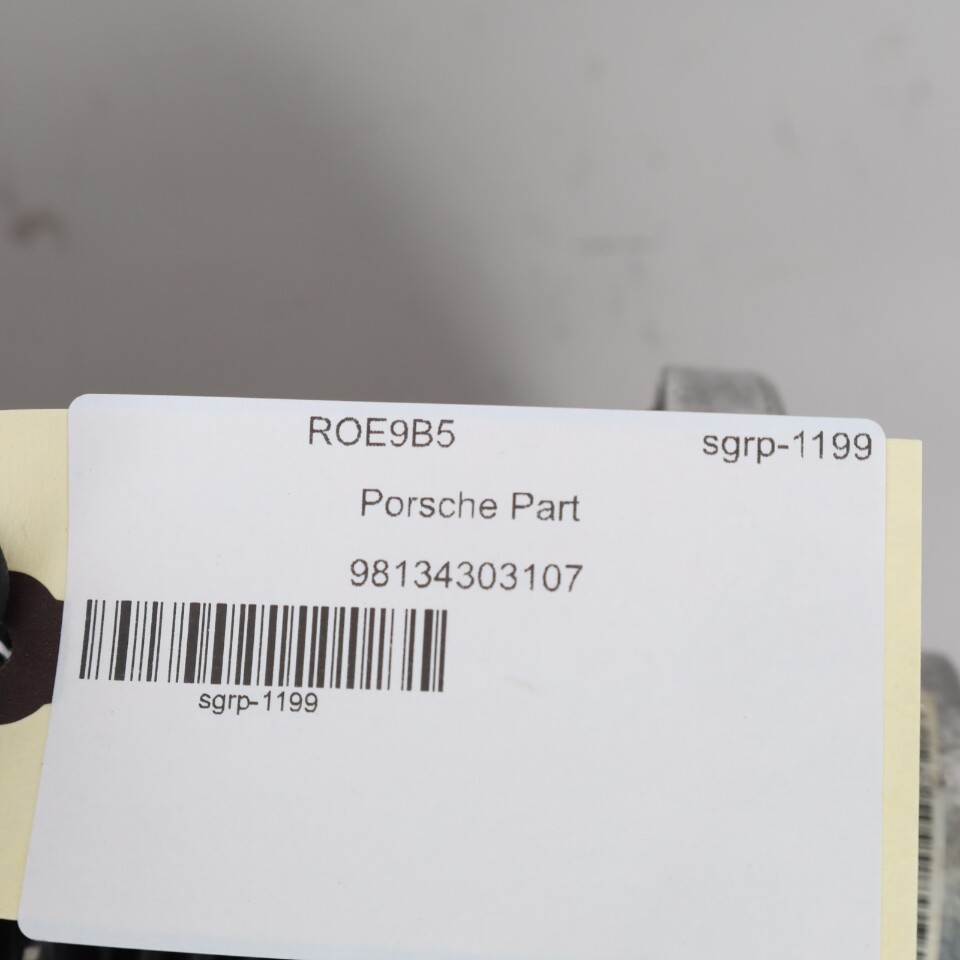 ROE9B5 sgrp-1199
Porsche Part
98134303107
sgrp-1199